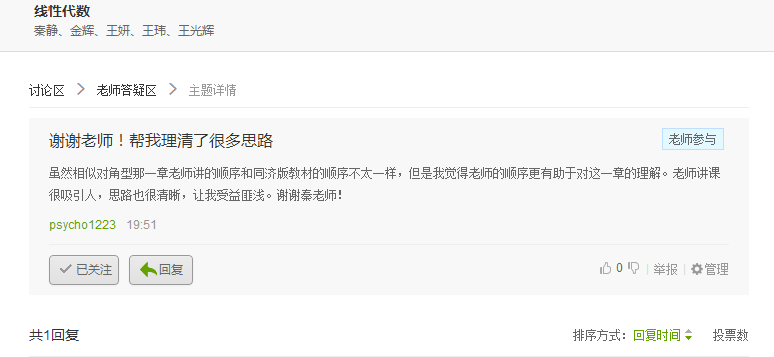 线性代数
秦静、金辉、王妍、王玮、王光辉
讨论区 > 老师答疑区 > 主题详情
谢谢老师！帮我理清了很多思路 老师参与
虽然相似对角型那一章老师讲的顺序和同济版教材的顺序不太一样，但是我觉得老师的顺序更有助于对这一章的理解。老师讲课
很吸引人，思路也很清晰，让我受益匪浅。谢谢秦老师！
psycho1223 19:51
已关注 回复 0 | 举报 | 管理
共1回复 排序方式：回复时间 投票数